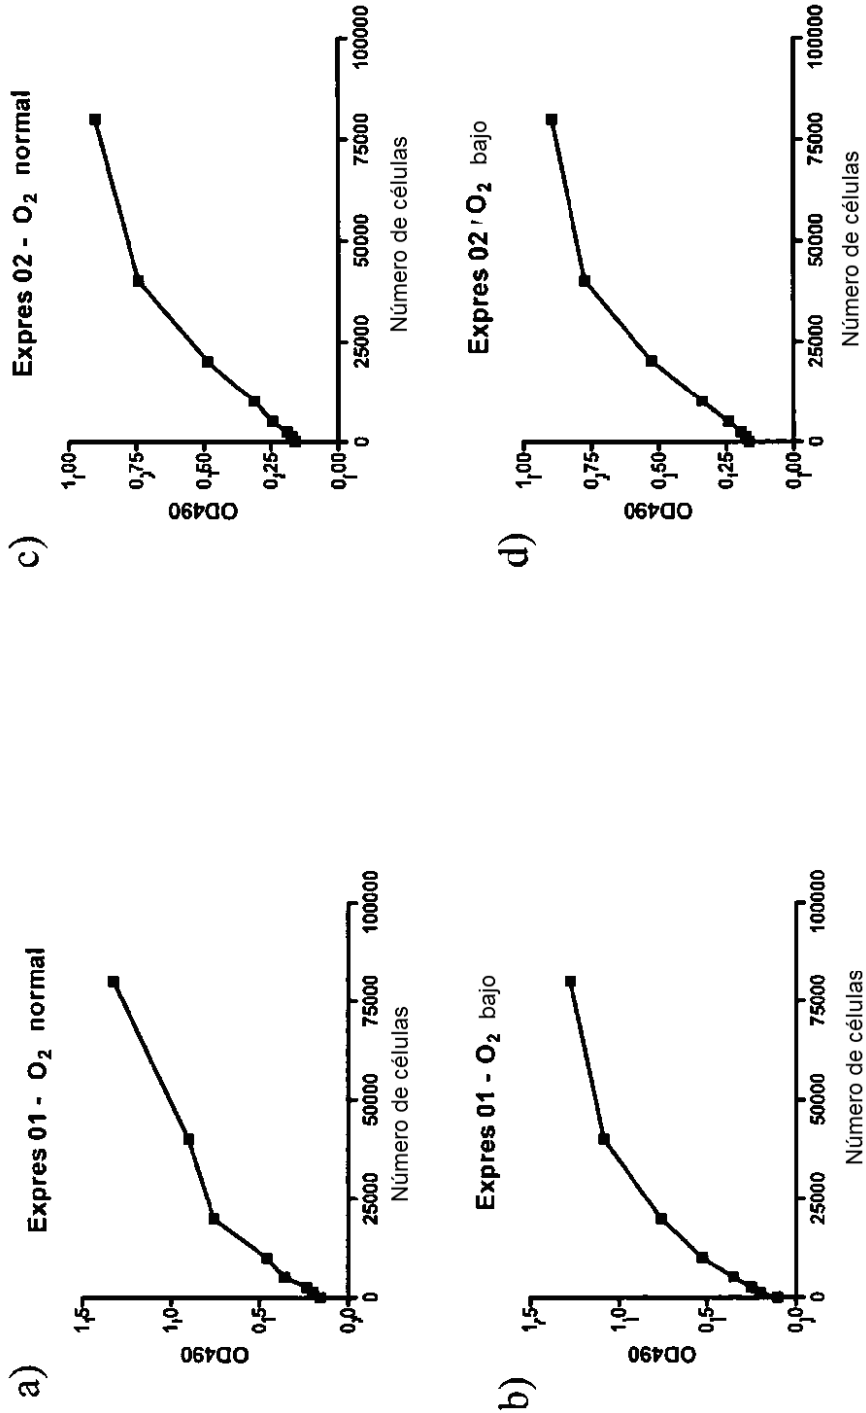 a)
Expres 01 - O₂ normal
OD490
1,5
1,0
0,5
0,0
0
25000
50000
75000
100000
Número de células
b)
Expres 01 - O₂ bajo
OD490
1,5
1,0
0,5
0,0
0
25000
50000
75000
100000
Número de células
c)
Expres 02 - O₂ normal
OD490
1,00
0,75
0,50
0,25
0,00
0
25000
50000
75000
100000
Número de células
d)
Expres 02 ' O₂ bajo
OD490
1,00
0,75
0,50
0,25
0,00
0
25000
50000
75000
100000
Número de células